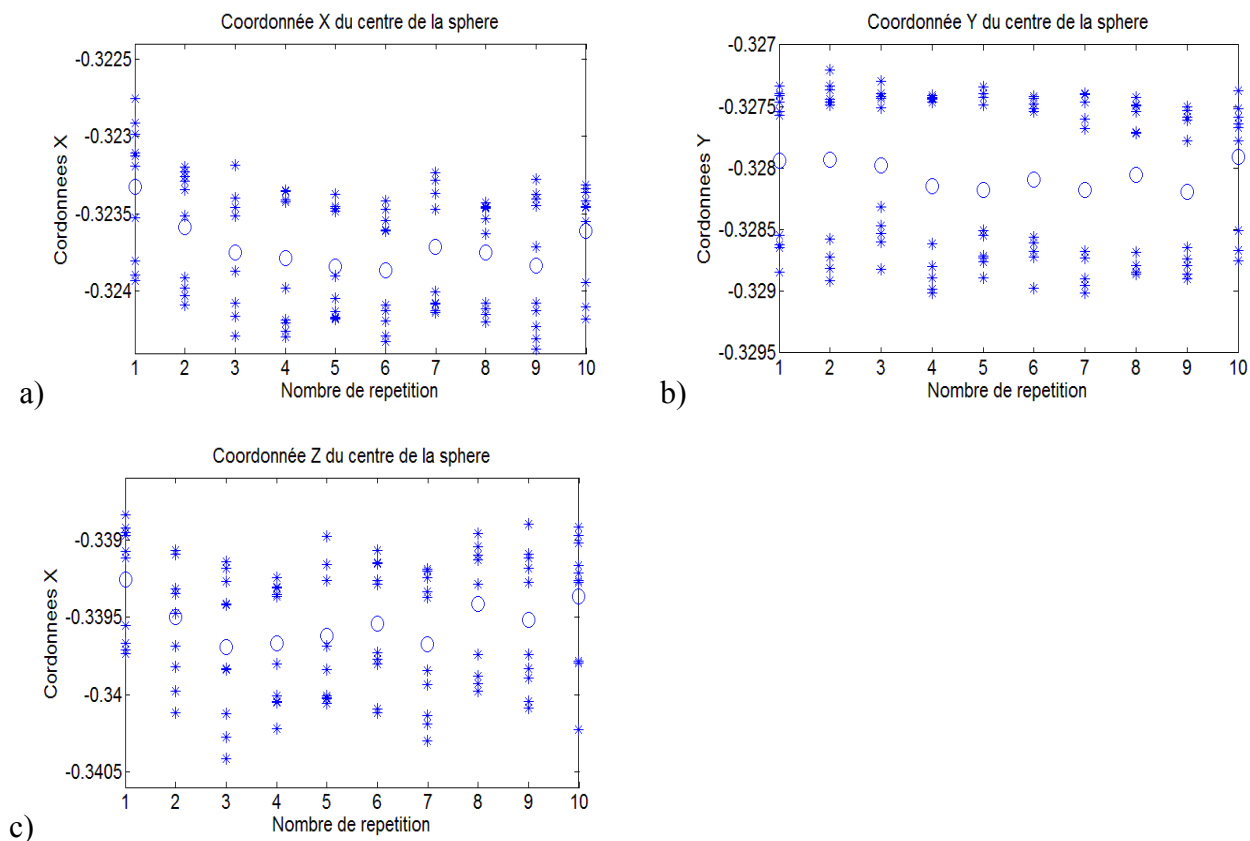 Coordonnée X du centre de la sphere
-0.3225
-0.323
-0.3235
-0.324
Cordonnees X
1 2 3 4 5 6 7 8 9 10
Nombre de repetition
a)
Coordonnée Y du centre de la sphere
-0.327
-0.3275
-0.328
-0.3285
-0.329
-0.3295
Cordonnees Y
1 2 3 4 5 6 7 8 9 10
Nombre de repetition
b)
Coordonnée Z du centre de la sphere
-0.339
-0.3395
-0.34
-0.3405
Cordonnees X
1 2 3 4 5 6 7 8 9 10
Nombre de repetition
c)